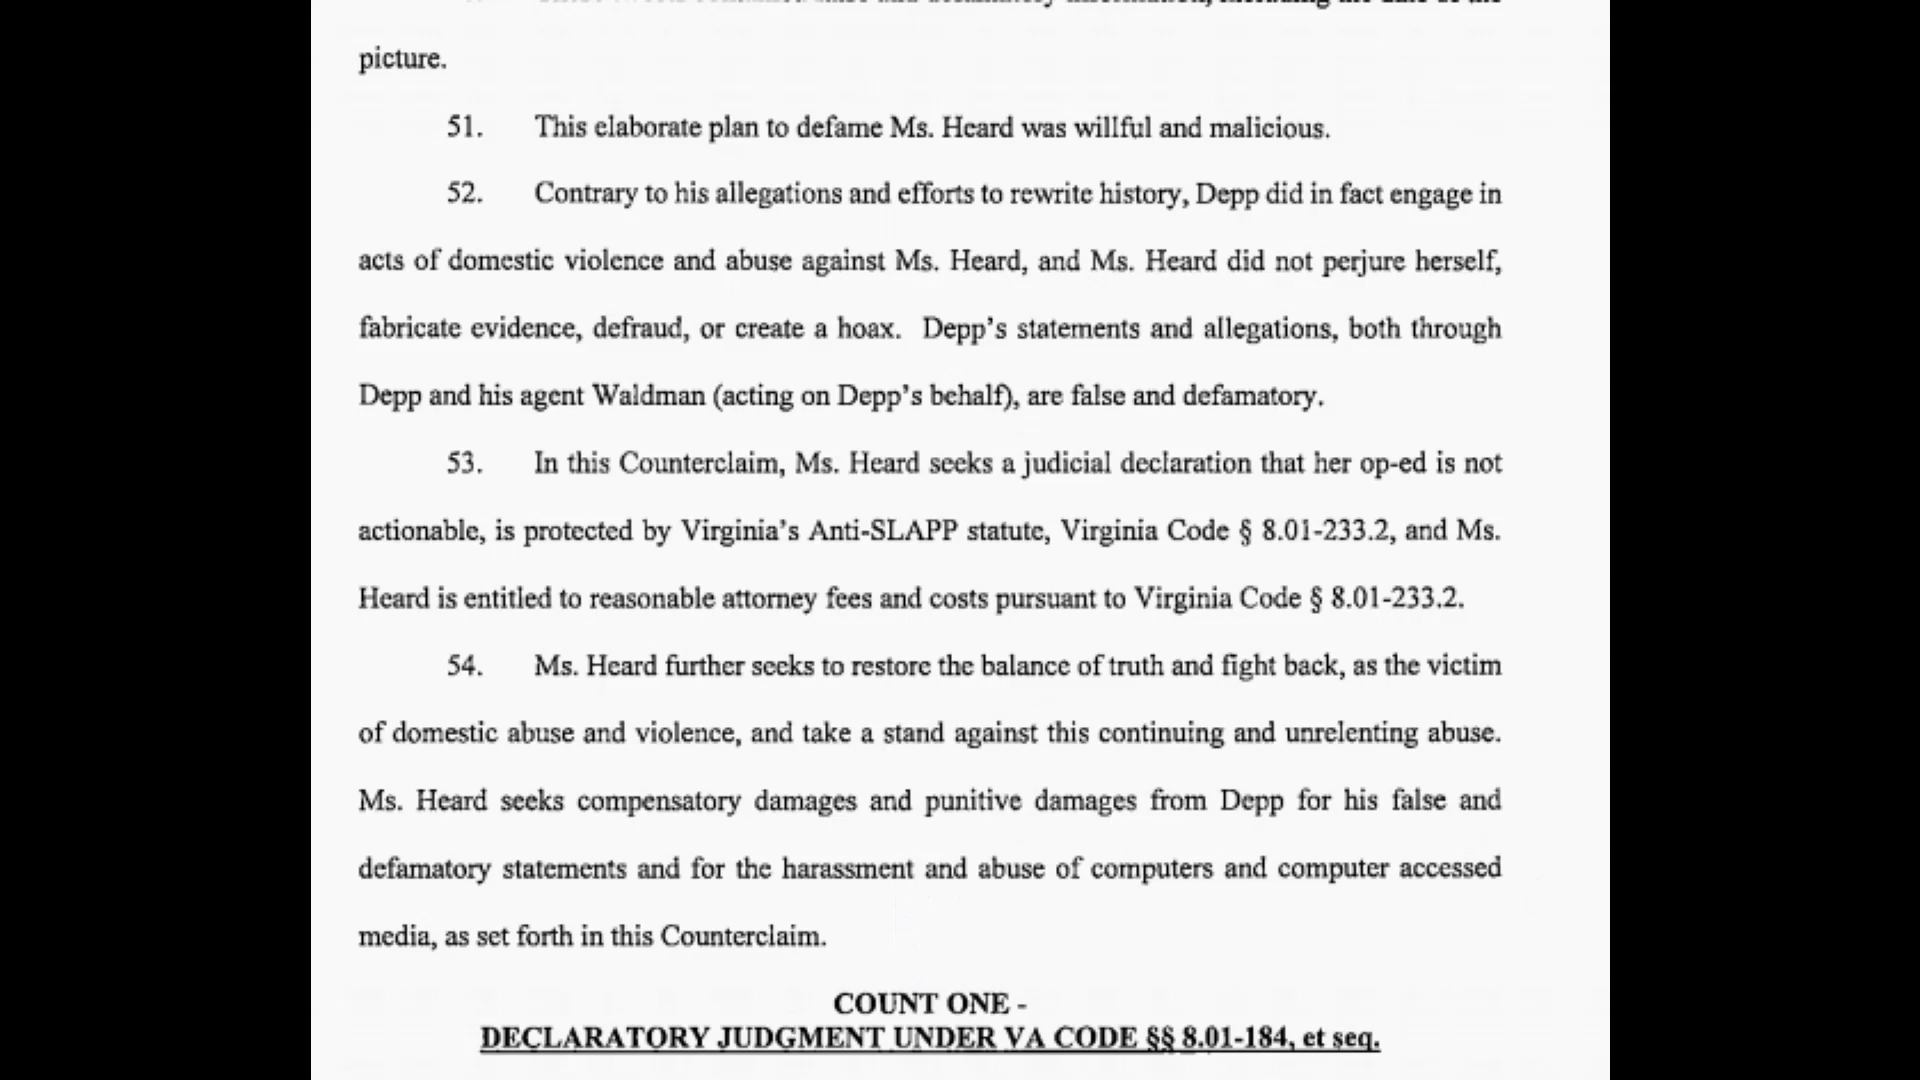 including the date of the
picture.
51. This elaborate plan to defame Ms. Heard was willful and malicious.
52. Contrary to his allegations and efforts to rewrite history, Depp did in fact engage in
acts of domestic violence and abuse against Ms. Heard, and Ms. Heard did not perjure herself,
fabricate evidence, defraud, or create a hoax. Depp’s statements and allegations, both through
Depp and his agent Waldman (acting on Depp’s behalf), are false and defamatory.
53. In this Counterclaim, Ms. Heard seeks a judicial declaration that her op-ed is not
actionable, is protected by Virginia’s Anti-SLAPP statute, Virginia Code § 8.01-233.2, and Ms.
Heard is entitled to reasonable attorney fees and costs pursuant to Virginia Code § 8.01-233.2.
54. Ms. Heard further seeks to restore the balance of truth and fight back, as the victim
of domestic abuse and violence, and take a stand against this continuing and unrelenting abuse.
Ms. Heard seeks compensatory damages and punitive damages from Depp for his false and
defamatory statements and for the harassment and abuse of computers and computer accessed
media, as set forth in this Counterclaim.
COUNT ONE -
DECLARATORY JUDGMENT UNDER VA CODE §§ 8.01-184, et seq.